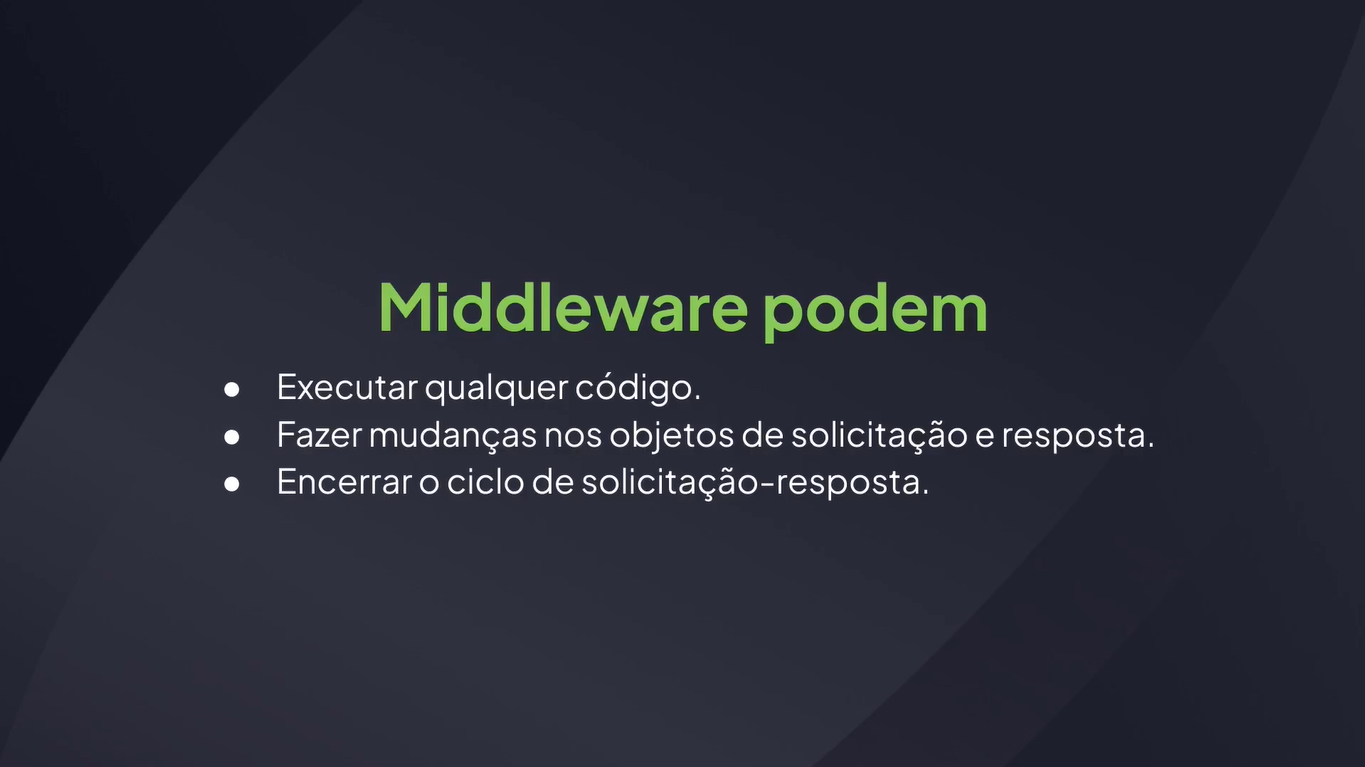 Middleware podem
● Executar qualquer código.
● Fazer mudanças nos objetos de solicitação e resposta.
● Encerrar o ciclo de solicitação-resposta.